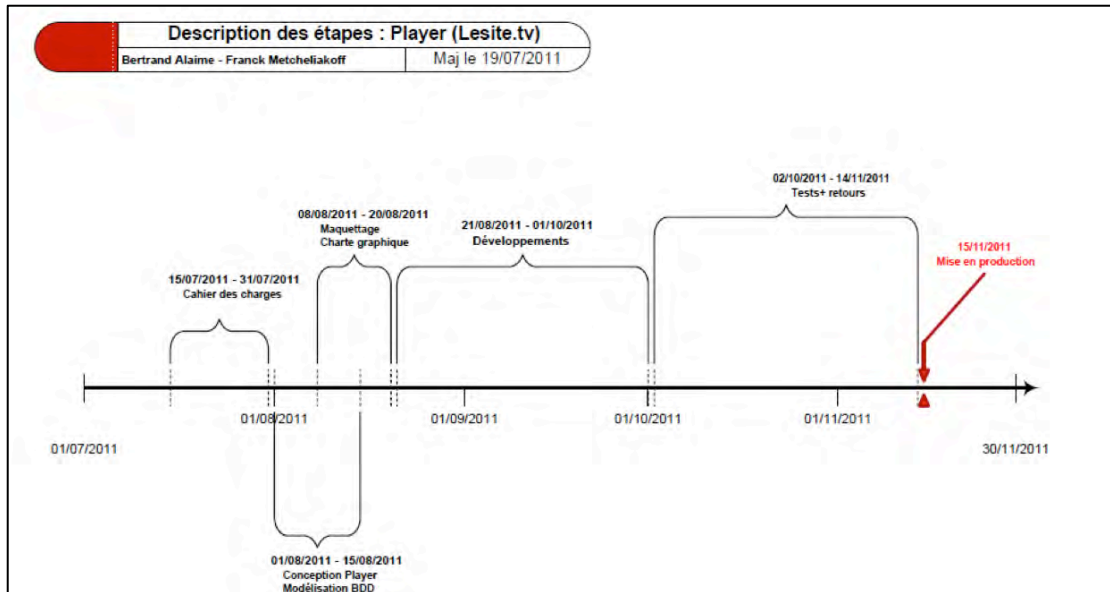 Description des étapes : Player (Lesite.tv)
Bertrand Alaime - Franck Metcheliakoff
Maj le 19/07/2011
02/10/2011 - 14/11/2011
Tests+ retours
08/08/2011 - 20/08/2011
Maquettage
Charte graphique
21/08/2011 - 01/10/2011
Développements
15/11/2011
Mise en production
15/07/2011 - 31/07/2011
Cahier des charges
01/08/2011
01/09/2011
01/10/2011
01/11/2011
01/07/2011
30/11/2011
01/08/2011 - 15/08/2011
Conception Player
Modélisation BDD